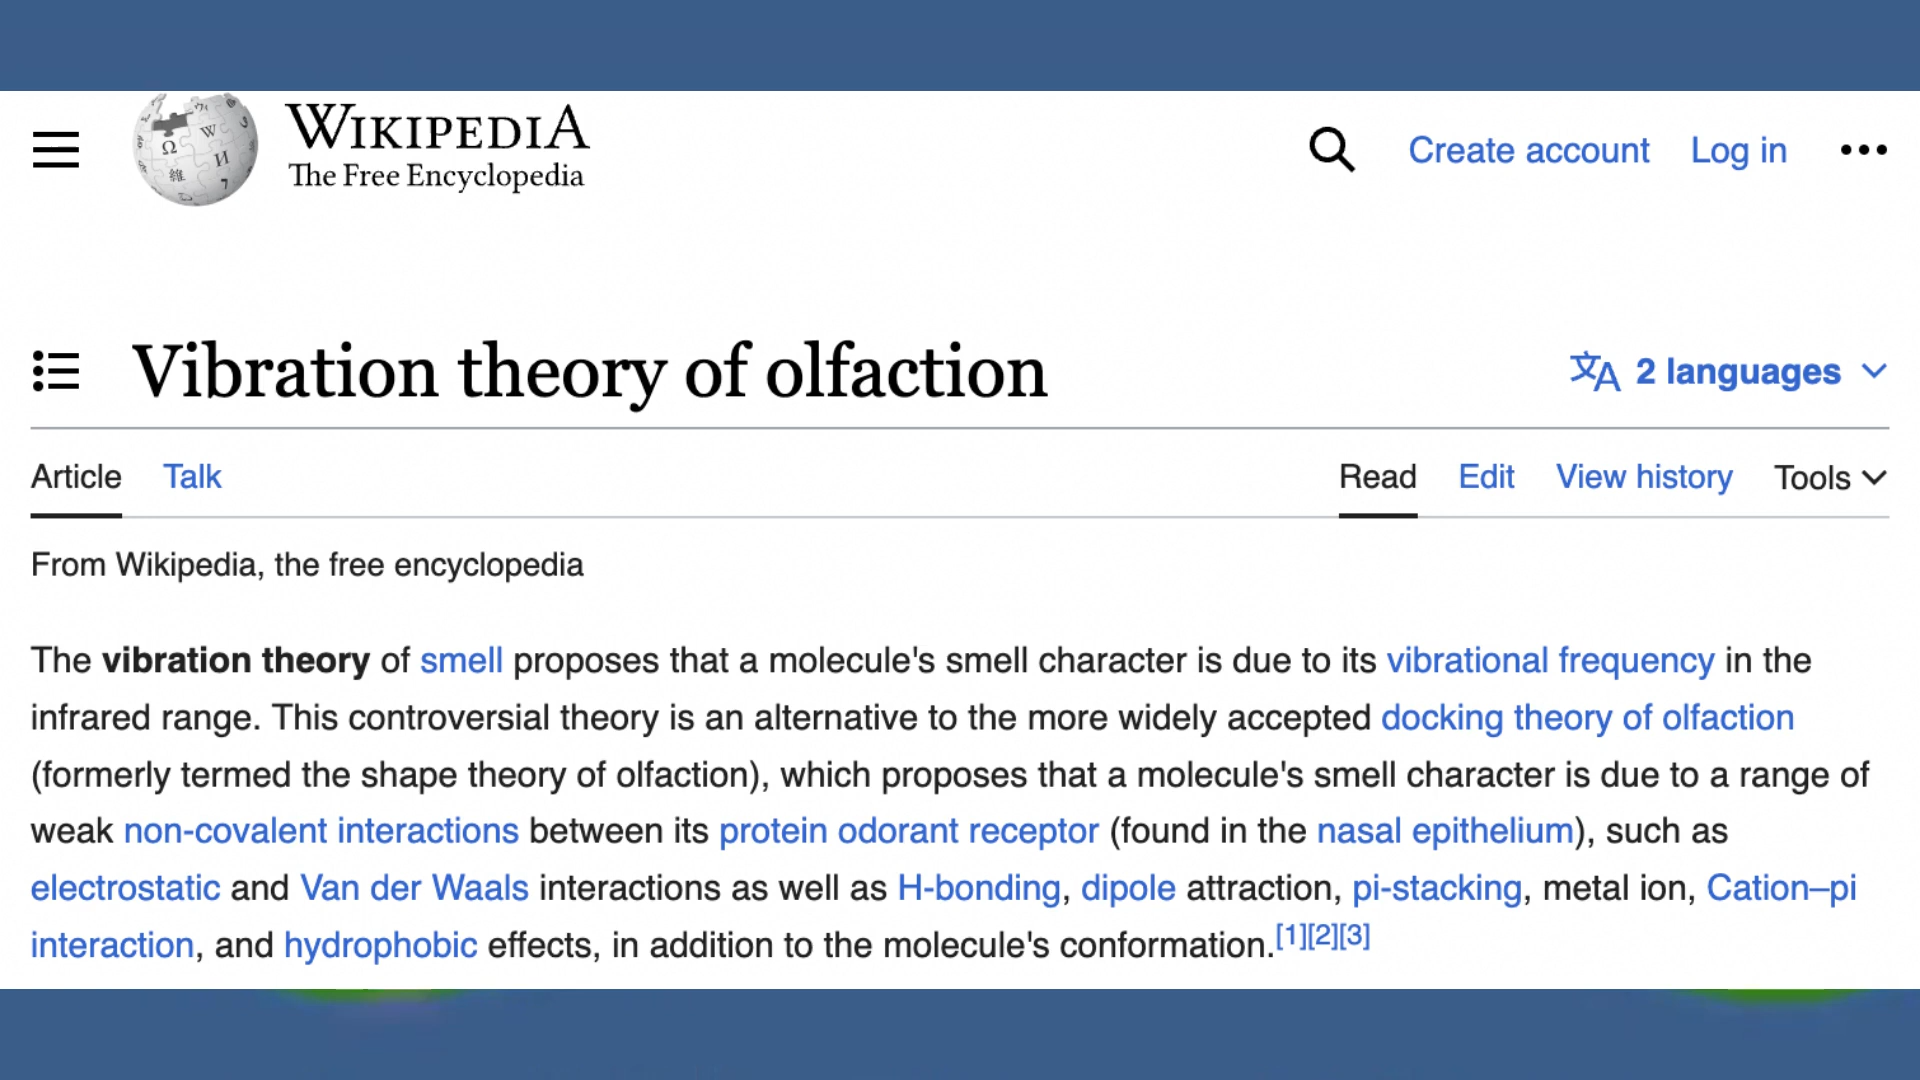 WIKIPEDIA
The Free Encyclopedia
Create account Log in
Vibration theory of olfaction
2 languages
Article Talk
Read Edit View history Tools
From Wikipedia, the free encyclopedia
The vibration theory of smell proposes that a molecule's smell character is due to its vibrational frequency in the
infrared range. This controversial theory is an alternative to the more widely accepted docking theory of olfaction
(formerly termed the shape theory of olfaction), which proposes that a molecule's smell character is due to a range of
weak non-covalent interactions between its protein odorant receptor (found in the nasal epithelium), such as
electrostatic and Van der Waals interactions as well as H-bonding, dipole attraction, pi-stacking, metal ion, Cation–pi
interaction, and hydrophobic effects, in addition to the molecule's conformation.[1][2][3]